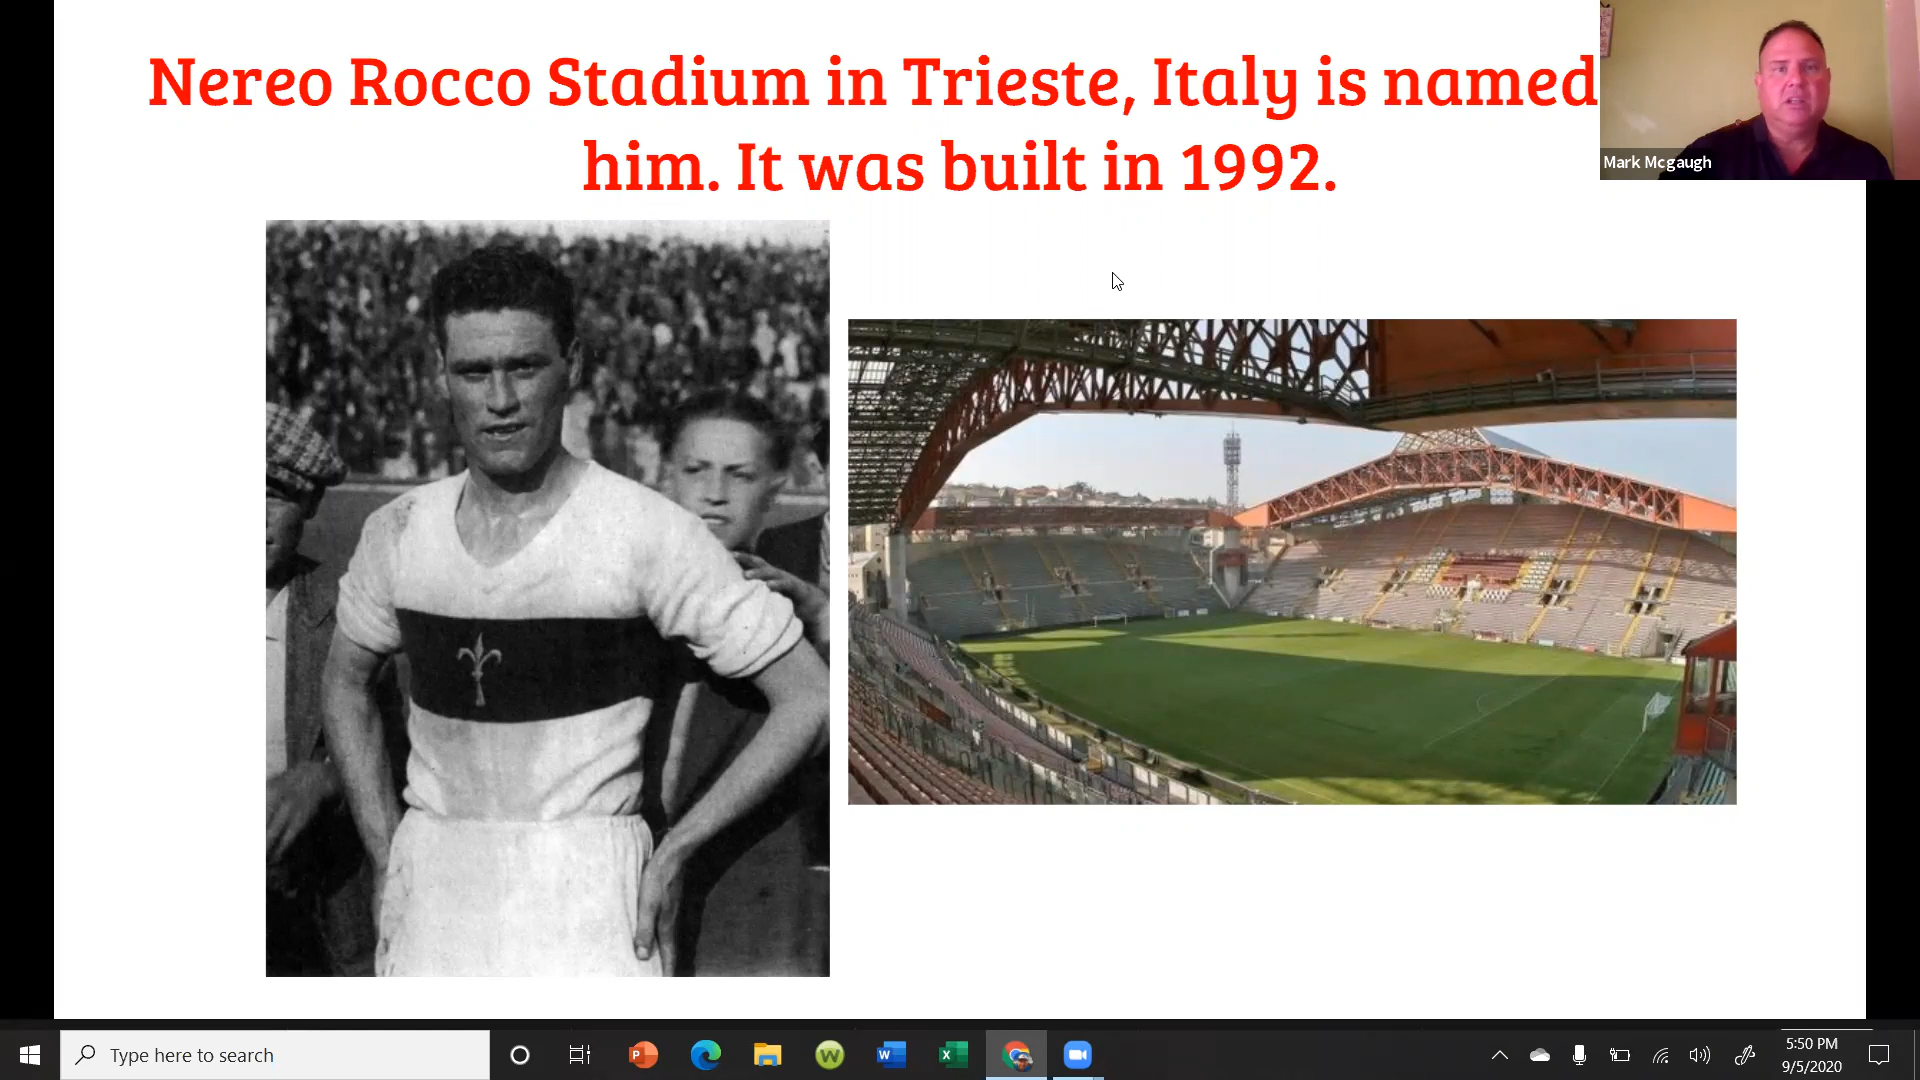 Nereo Rocco Stadium in Trieste, Italy is named
him. It was built in 1992.
Mark Mcgaugh
Type here to search
5:50 PM
9/5/2020